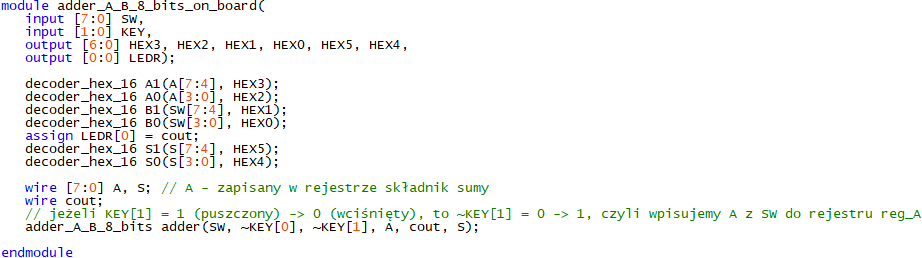 module adder_A_B_8_bits_on_board(
input [7:0] SW,
input [1:0] KEY,
output [6:0] HEX3, HEX2, HEX1, HEX0, HEX5, HEX4,
output [0:0] LEDR);
decoder_hex_16 A1(A[7:4], HEX3);
decoder_hex_16 A0(A[3:0], HEX2);
decoder_hex_16 B1(SW[7:4], HEX1);
decoder_hex_16 B0(SW[3:0], HEX0);
assign LEDR[0] = cout;
decoder_hex_16 S1(S[7:4], HEX5);
decoder_hex_16 S0(S[3:0], HEX4);
wire [7:0] A, S; // A - zapisany w rejestrze składnik sumy
wire cout;
// jeżeli KEY[1] = 1 (puszczony) -> 0 (wciśnięty), to ~KEY[1] = 0 -> 1, czyli wpisujemy A z SW do rejestru reg_A
adder_A_B_8_bits adder(SW, ~KEY[0], ~KEY[1], A, cout, S);
endmodule